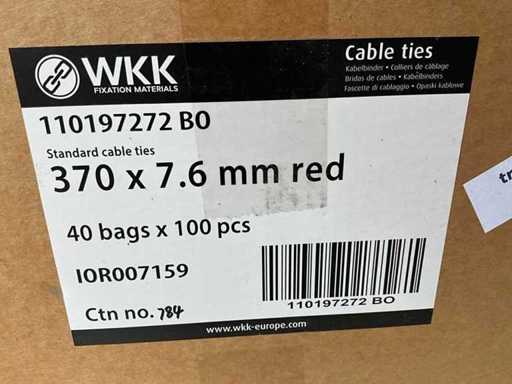 WKK
FIXATION MATERIALS
Cable ties
Kabelbinder • Colliers de câblage
Bridas de cables • Kabelbinders
Fascette di cablaggio • Opaski kablowe
110197272 BO
Standard cable ties
370 x 7.6 mm red
40 bags x 100 pcs
IOR007159
110197272 BO
Ctn no. 784
www.wkk-europe.com